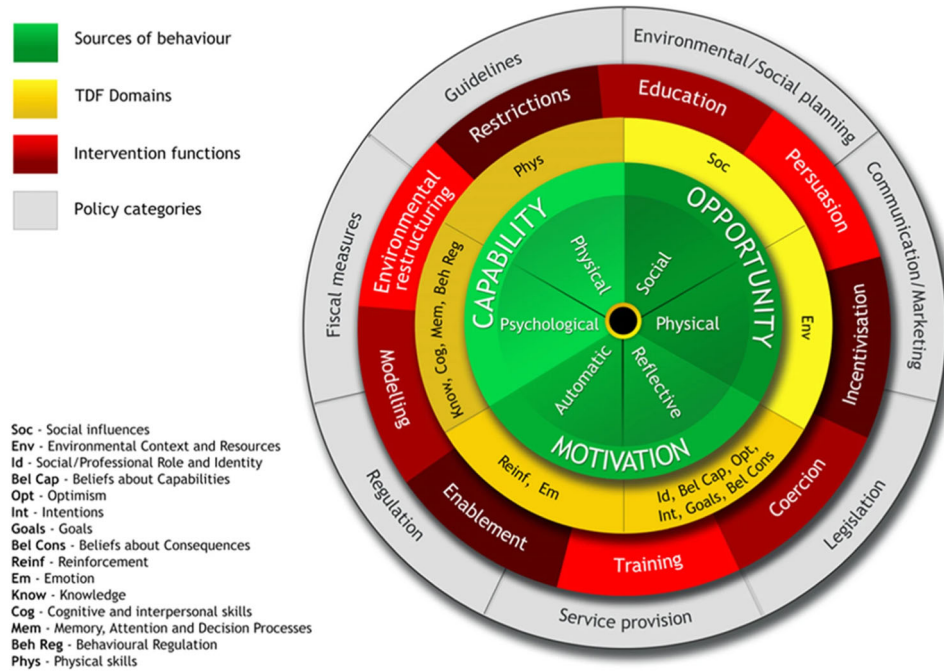 Sources of behaviour
TDF Domains
Intervention functions
Policy categories
Soc - Social influences
Env - Environmental Context and Resources
Id - Social/Professional Role and Identity
Bel Cap - Beliefs about Capabilities
Opt - Optimism
Int - Intentions
Goals - Goals
Bel Cons - Beliefs about Consequences
Reinf - Reinforcement
Em - Emotion
Know - Knowledge
Cog - Cognitive and interpersonal skills
Mem - Memory, Attention and Decision Processes
Beh Reg - Behavioural Regulation
Phys - Physical skills
Guidelines
Environmental/Social planning
Communication/Marketing
Legislation
Service provision
Regulation
Fiscal measures
Restrictions
Education
Persuasion
Incentivisation
Coercion
Training
Enablement
Modelling
Environmental
restructuring
Phys
Soc
Env
Id, Bel Cap, Opt,
Int, Goals, Bel Cons
Reinf, Em
Know, Cog, Mem, Beh Reg
CAPABILITY
OPPORTUNITY
MOTIVATION
Physical
Social
Physical
Reflective
Automatic
Psychological